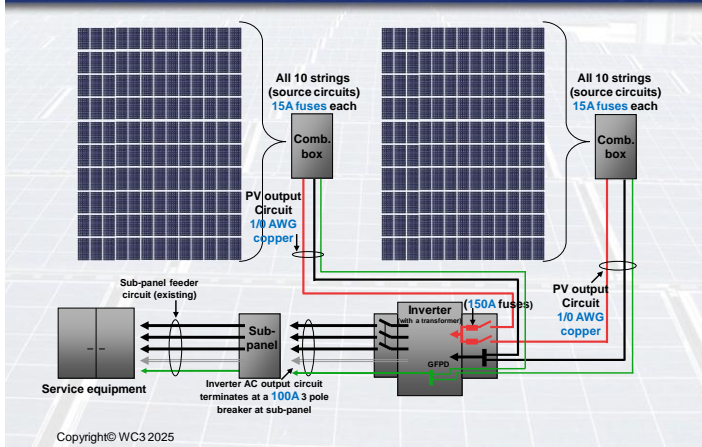 All 10 strings
(source circuits)
15A fuses each
Comb.
box
PV output
Circuit
1/0 AWG
copper
All 10 strings
(source circuits)
15A fuses each
Comb.
box
PV output
Circuit
1/0 AWG
copper
Sub-panel feeder
circuit (existing)
Service equipment
Sub-
panel
Inverter AC output circuit
terminates at a 100A 3 pole
breaker at sub-panel
Inverter
(with a transformer)
(150A fuses)
GFPD
Copyright© WC3 2025